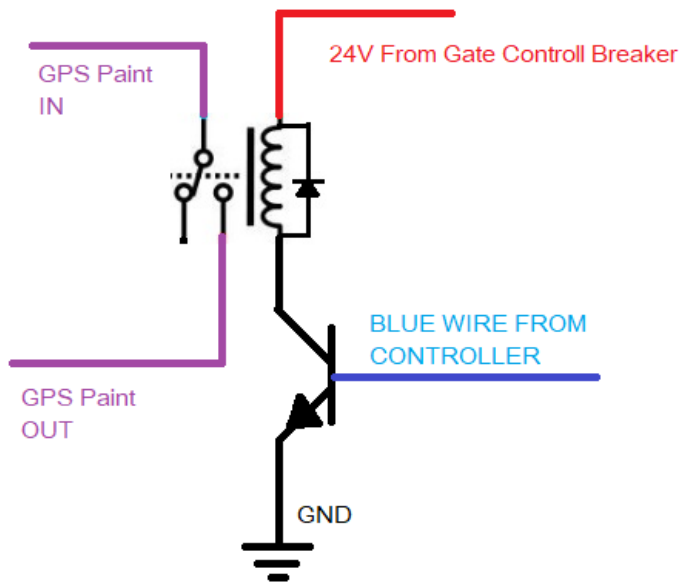 24V From Gate Controll Breaker
GPS Paint
IN
BLUE WIRE FROM
CONTROLLER
GPS Paint
OUT
GND